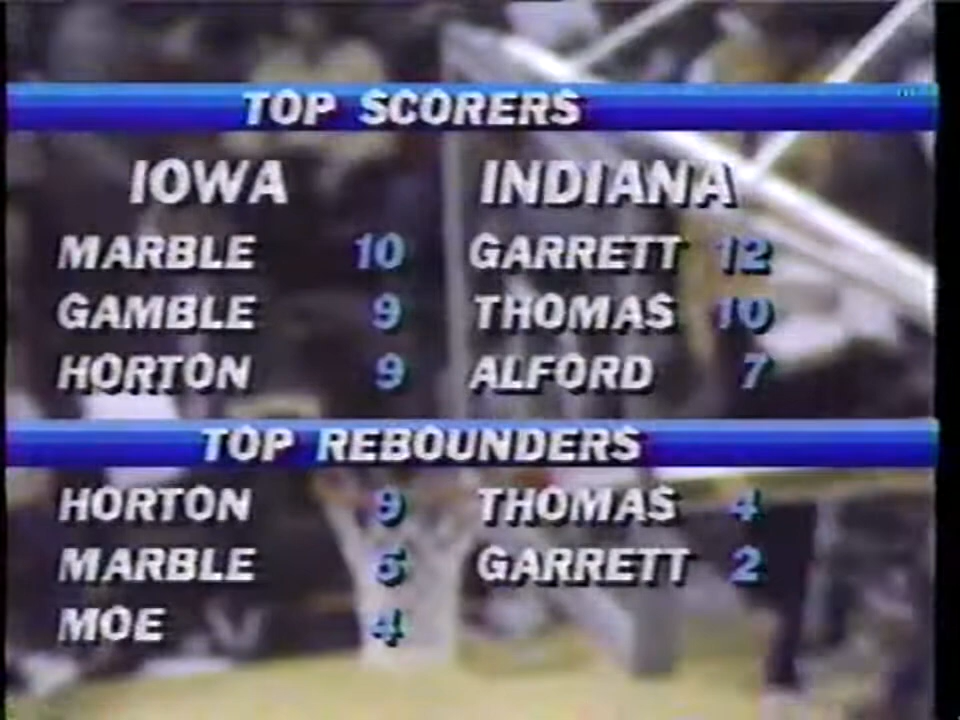 TOP SCORERS
IOWA INDIANA
MARBLE 10 GARRETT 12
GAMBLE 9 THOMAS 10
HORTON 9 ALFORD 7
TOP REBOUNDERS
HORTON 9 THOMAS 4
MARBLE GARRETT 2
MOE 4